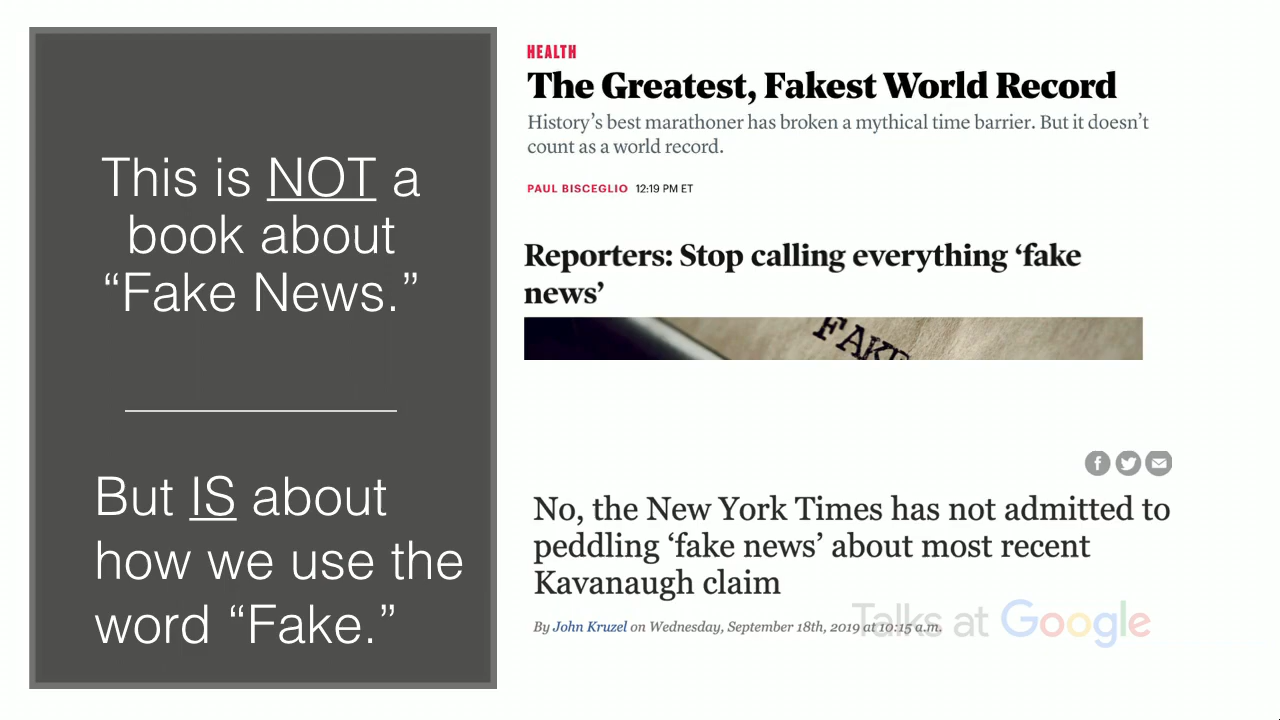 This is NOT a
book about
“Fake News.”
But IS about
how we use the
word “Fake.”
HEALTH
The Greatest, Fakest World Record
History’s best marathoner has broken a mythical time barrier. But it doesn’t
count as a world record.
PAUL BISCEGLIO 12:19 PM ET
Reporters: Stop calling everything ‘fake
news’
FAKE
No, the New York Times has not admitted to
peddling ‘fake news’ about most recent
Kavanaugh claim
By John Kruzel on Wednesday, September 18th, 2019 at 10:15 a.m.
Talks at Google